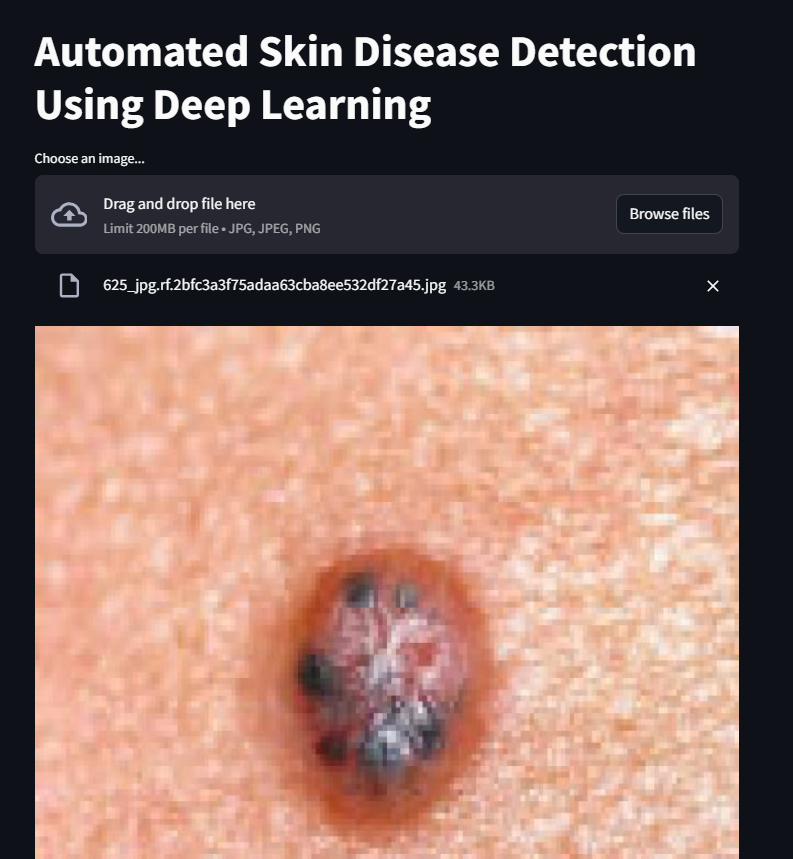 Automated Skin Disease Detection
Using Deep Learning
Choose an image...
Drag and drop file here
Limit 200MB per file • JPG, JPEG, PNG
Browse files
625_jpg.rf.2bfc3a3f75adaa63cba8ee532df27a45.jpg 43.3KB